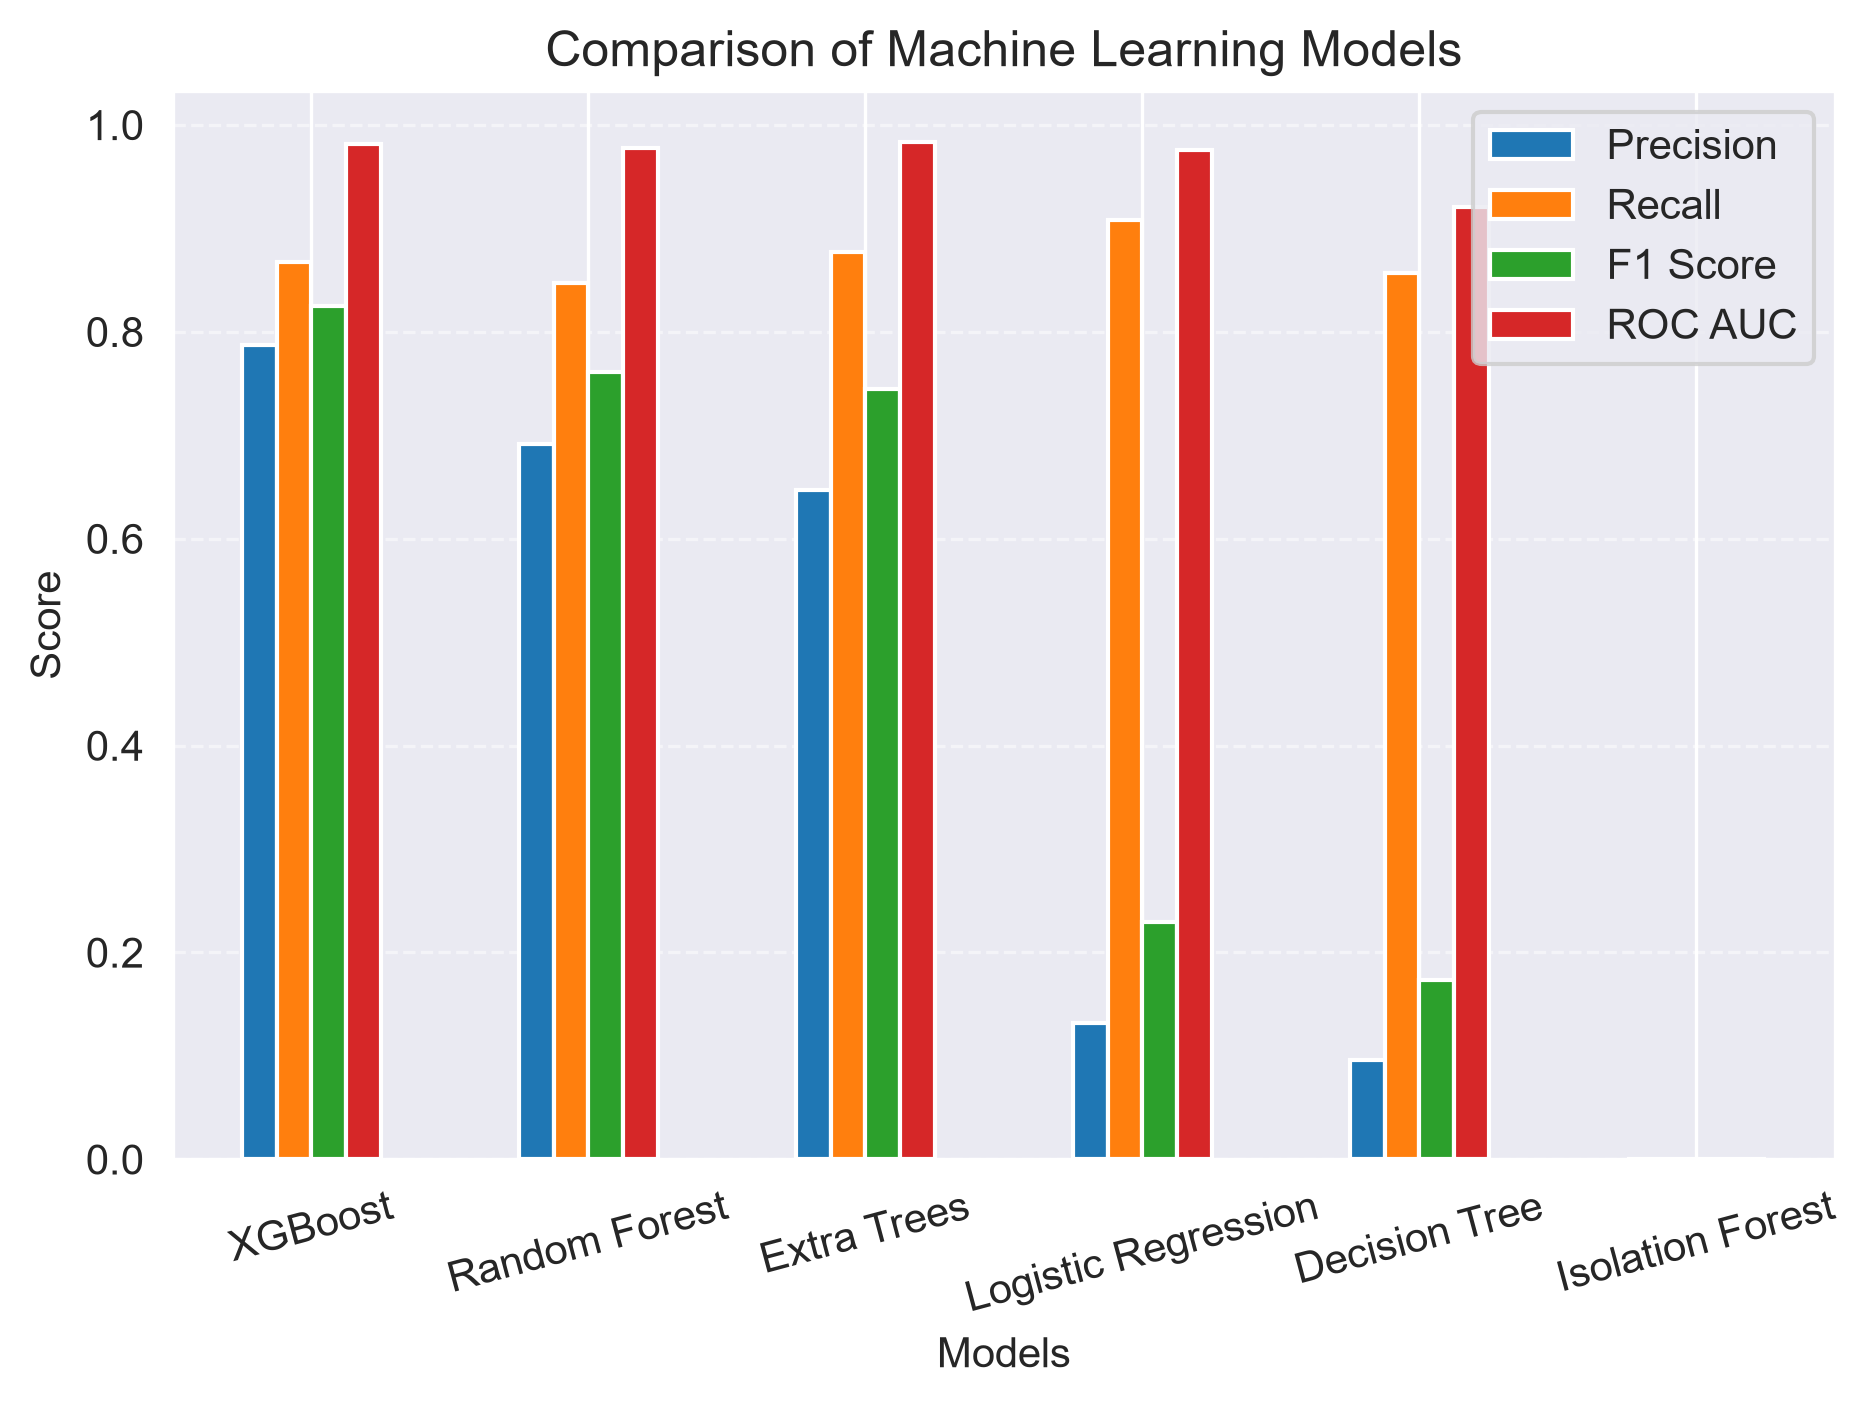 Comparison of Machine Learning Models
1.0
0.8
0.6
0.4
0.2
0.0
Score
Precision
Recall
F1 Score
ROC AUC
XGBoost
Random Forest
Extra Trees
Logistic Regression
Decision Tree
Isolation Forest
Models